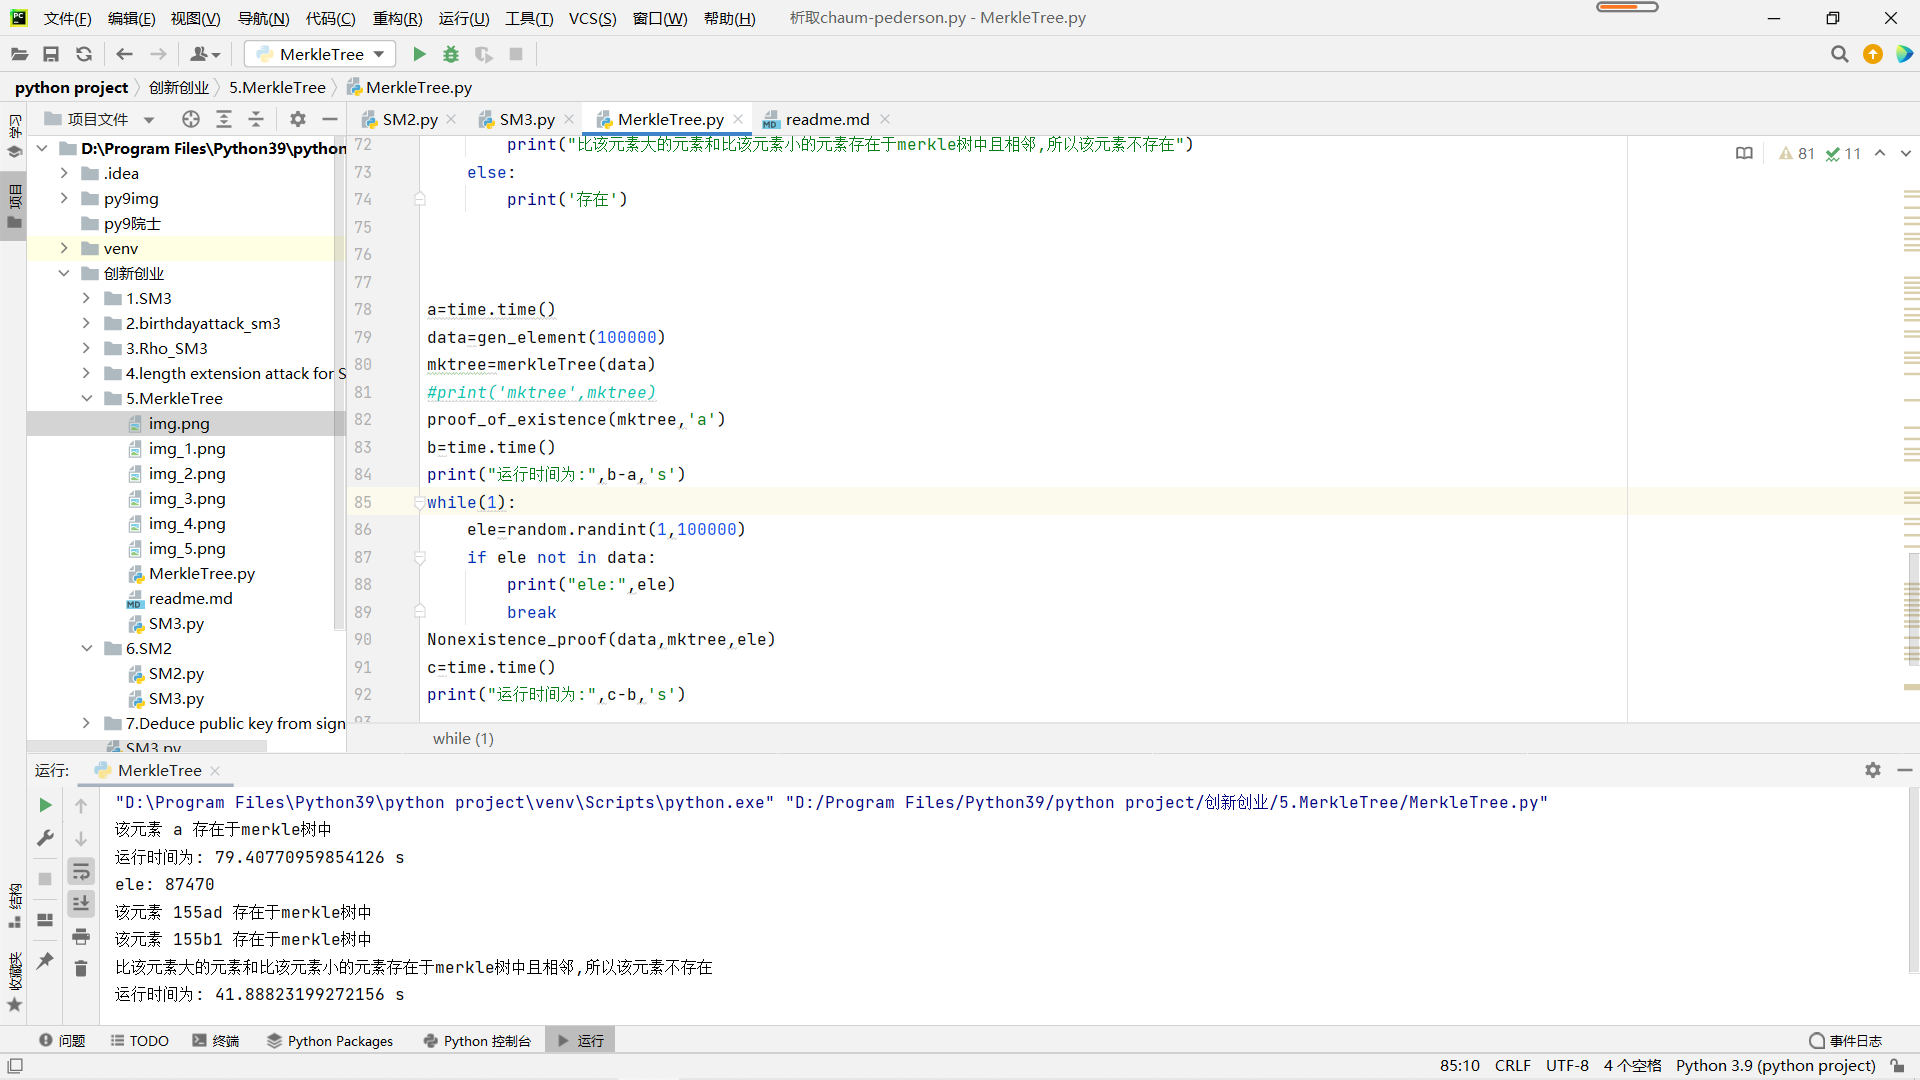 文件(F) 编辑(E) 视图(V) 导航(N) 代码(C) 重构(R) 运行(U) 工具(T) VCS(S) 窗口(W) 帮助(H) 析取chaum-pederson.py - MerkleTree.py
MerkleTree
python project 创新创业 5.MerkleTree MerkleTree.py
项目文件
SM2.py SM3.py MerkleTree.py readme.md
学习
项目
结构
收藏夹
D:\Program Files\Python39\python
.idea
py9img
py9院士
venv
创新创业
1.SM3
2.birthdayattack_sm3
3.Rho_SM3
4.length extension attack for S
5.MerkleTree
img.png
img_1.png
img_2.png
img_3.png
img_4.png
img_5.png
MerkleTree.py
readme.md
SM3.py
6.SM2
SM2.py
SM3.py
7.Deduce public key from sign
SM3.py
81 11
72 print("比该元素大的元素和比该元素小的元素存在于merkle树中且相邻,所以该元素不存在")
73 else:
74 print('存在')
75
76
77
78 a=time.time()
79 data=gen_element(100000)
80 mktree=merkleTree(data)
81 #print('mktree',mktree)
82 proof_of_existence(mktree,'a')
83 b=time.time()
84 print("运行时间为:",b-a,'s')
85 while(1):
86 ele=random.randint(1,100000)
87 if ele not in data:
88 print("ele:",ele)
89 break
90 Nonexistence_proof(data,mktree,ele)
91 c=time.time()
92 print("运行时间为:",c-b,'s')
93
while (1)
运行: MerkleTree
"D:\Program Files\Python39\python project\venv\Scripts\python.exe" "D:/Program Files/Python39/python project/创新创业/5.MerkleTree/MerkleTree.py"
该元素 a 存在于merkle树中
运行时间为: 79.40770959854126 s
ele: 87470
该元素 155ad 存在于merkle树中
该元素 155b1 存在于merkle树中
比该元素大的元素和比该元素小的元素存在于merkle树中且相邻,所以该元素不存在
运行时间为: 41.88823199272156 s
问题 TODO 终端 Python Packages Python 控制台 运行 事件日志
85:10 CRLF UTF-8 4 个空格 Python 3.9 (python project)